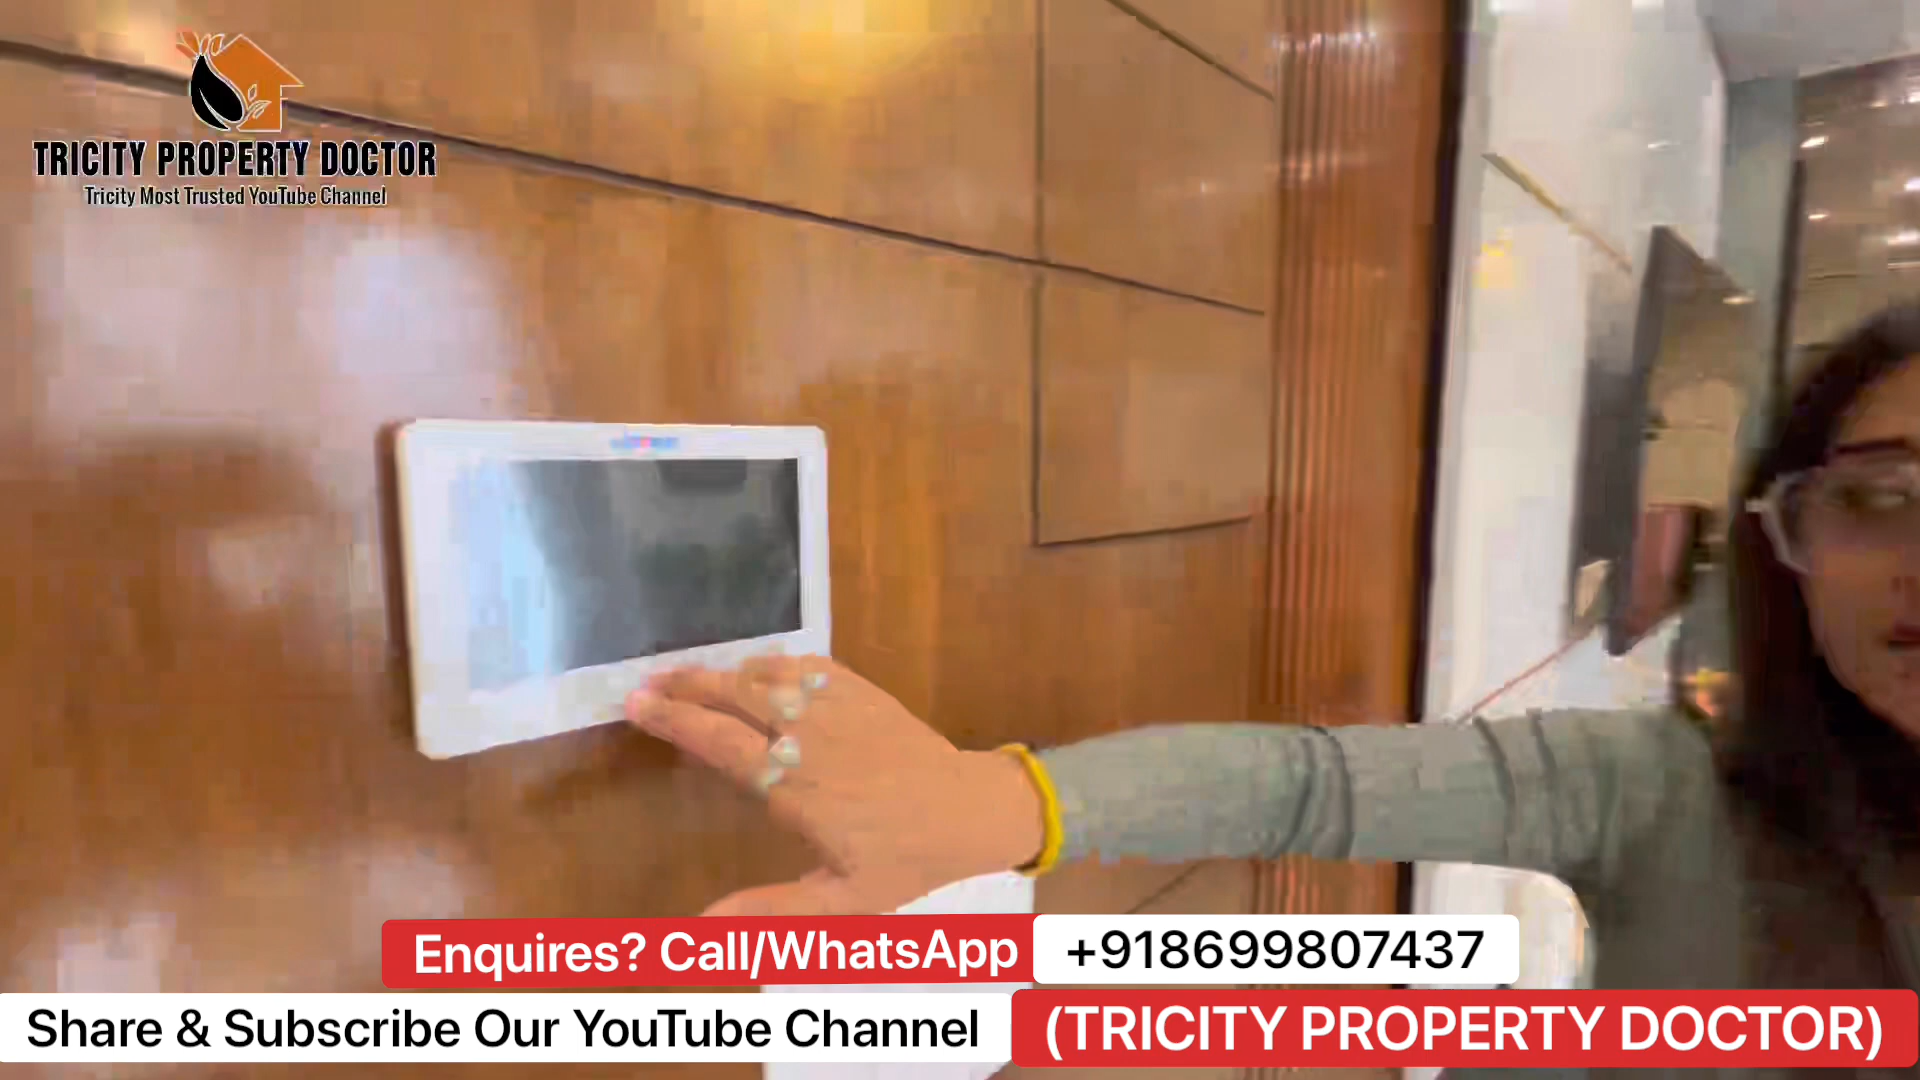 TRICITY PROPERTY DOCTOR
Tricity Most Trusted YouTube Channel
Enquires? Call/WhatsApp +918699807437
Share & Subscribe Our YouTube Channel (TRICITY PROPERTY DOCTOR)